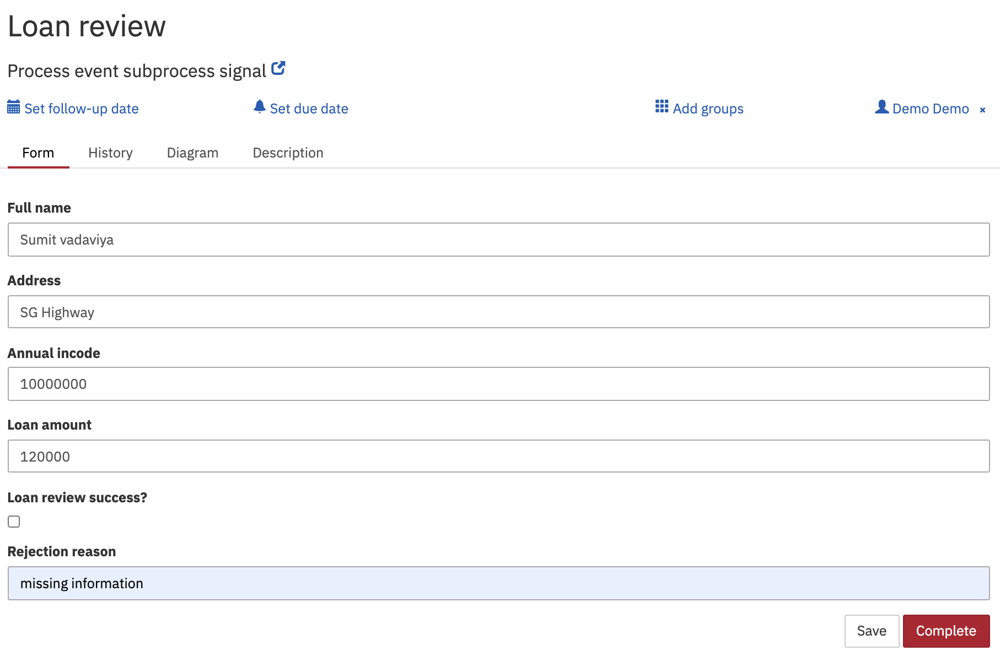 Loan review
Process event subprocess signal
Set follow-up date Set due date Add groups Demo Demo ×
Form History Diagram Description
Full name
Sumit vadaviya
Address
SG Highway
Annual incode
10000000
Loan amount
120000
Loan review success?
Rejection reason
missing information
Save Complete